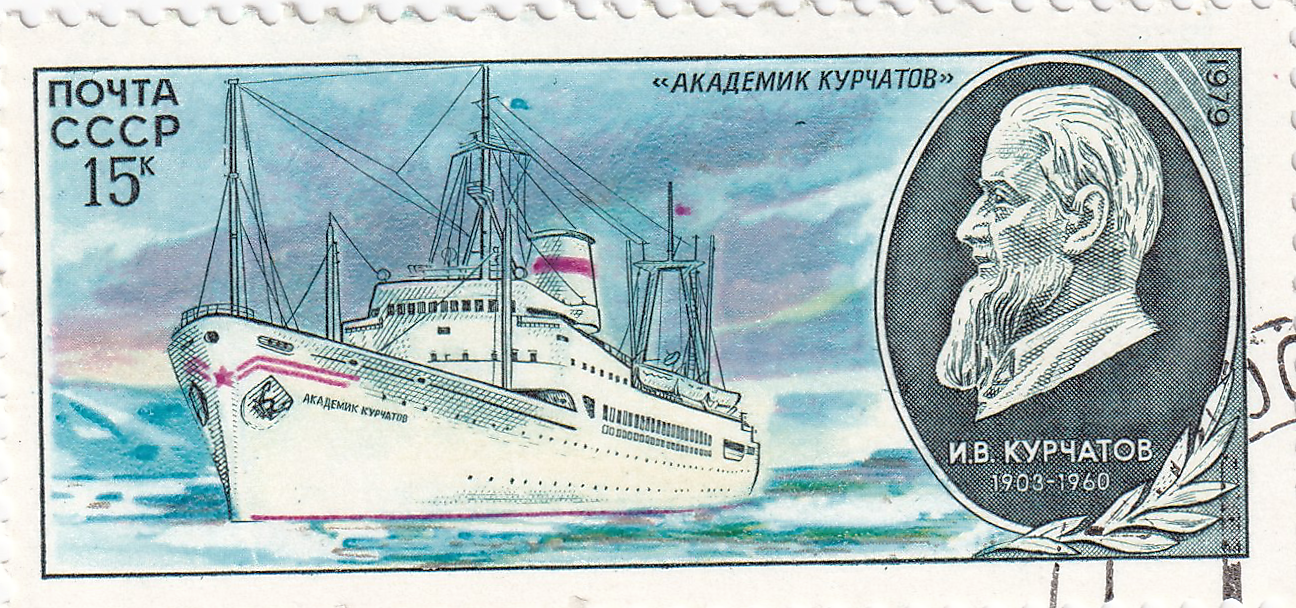 ПОЧТА
СССР
15К
«АКАДЕМИК КУРЧАТОВ»
1979
АКАДЕМИК КУРЧАТОВ
И.В. КУРЧАТОВ
1903-1960